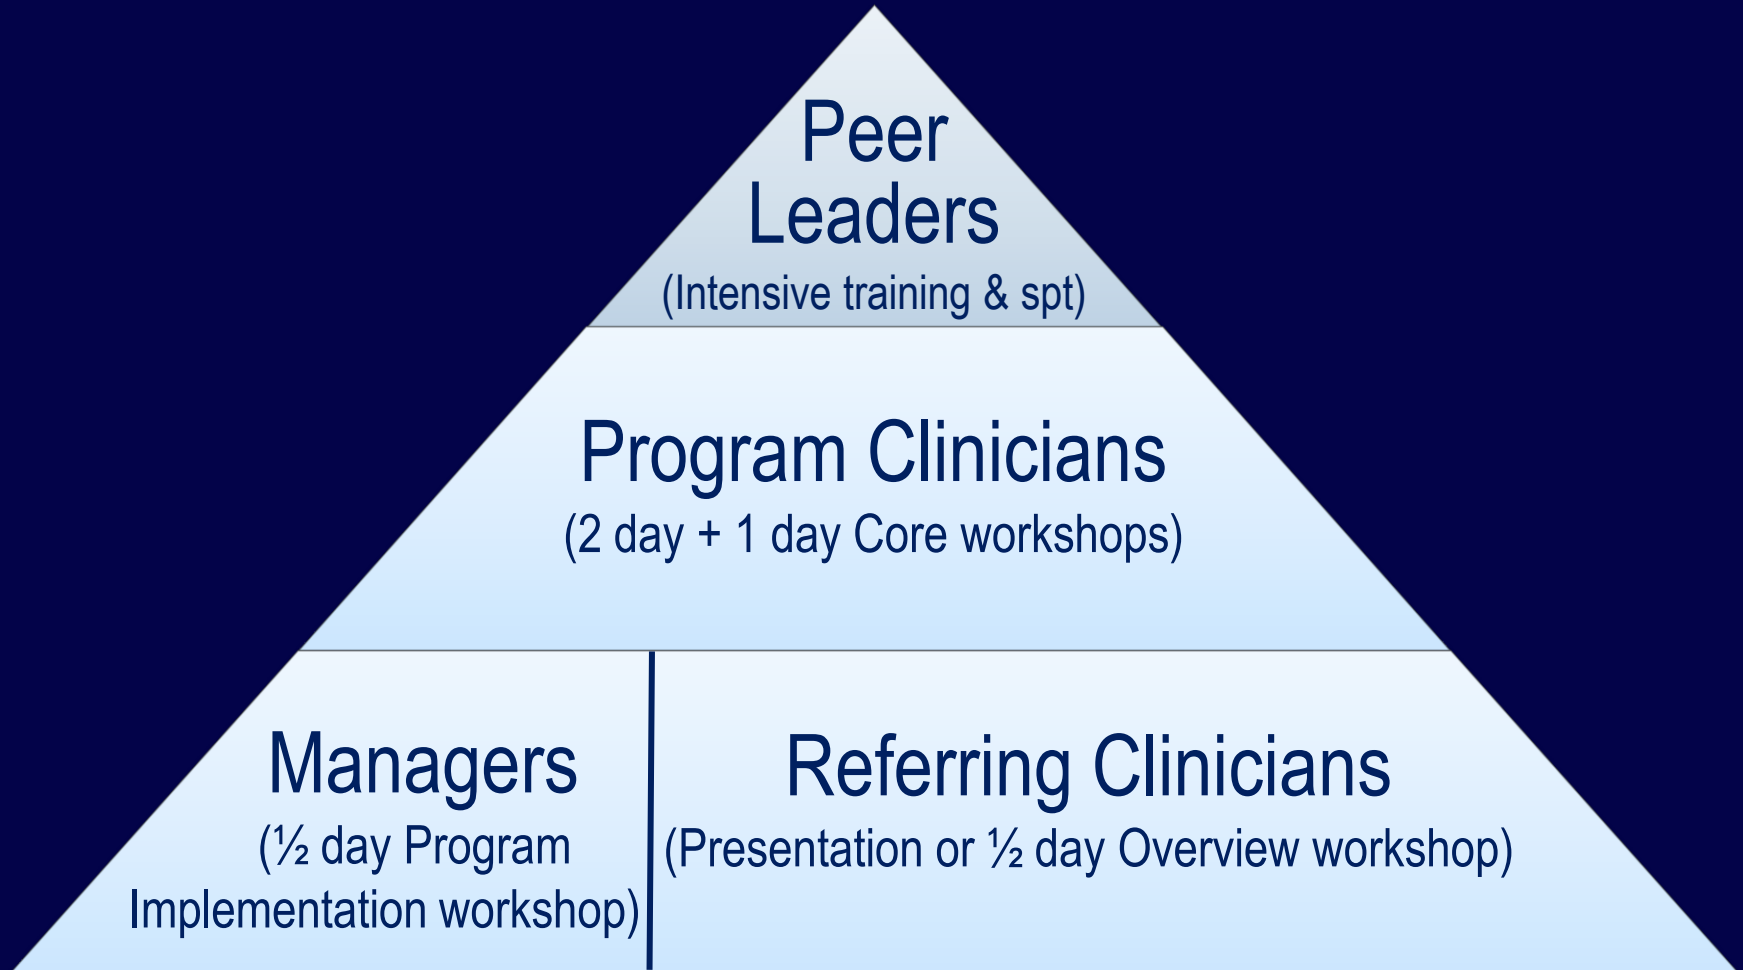 Peer
Leaders
(Intensive training & spt)
Program Clinicians
(2 day + 1 day Core workshops)
Managers
(½ day Program
Implementation workshop)
Referring Clinicians
(Presentation or ½ day Overview workshop)